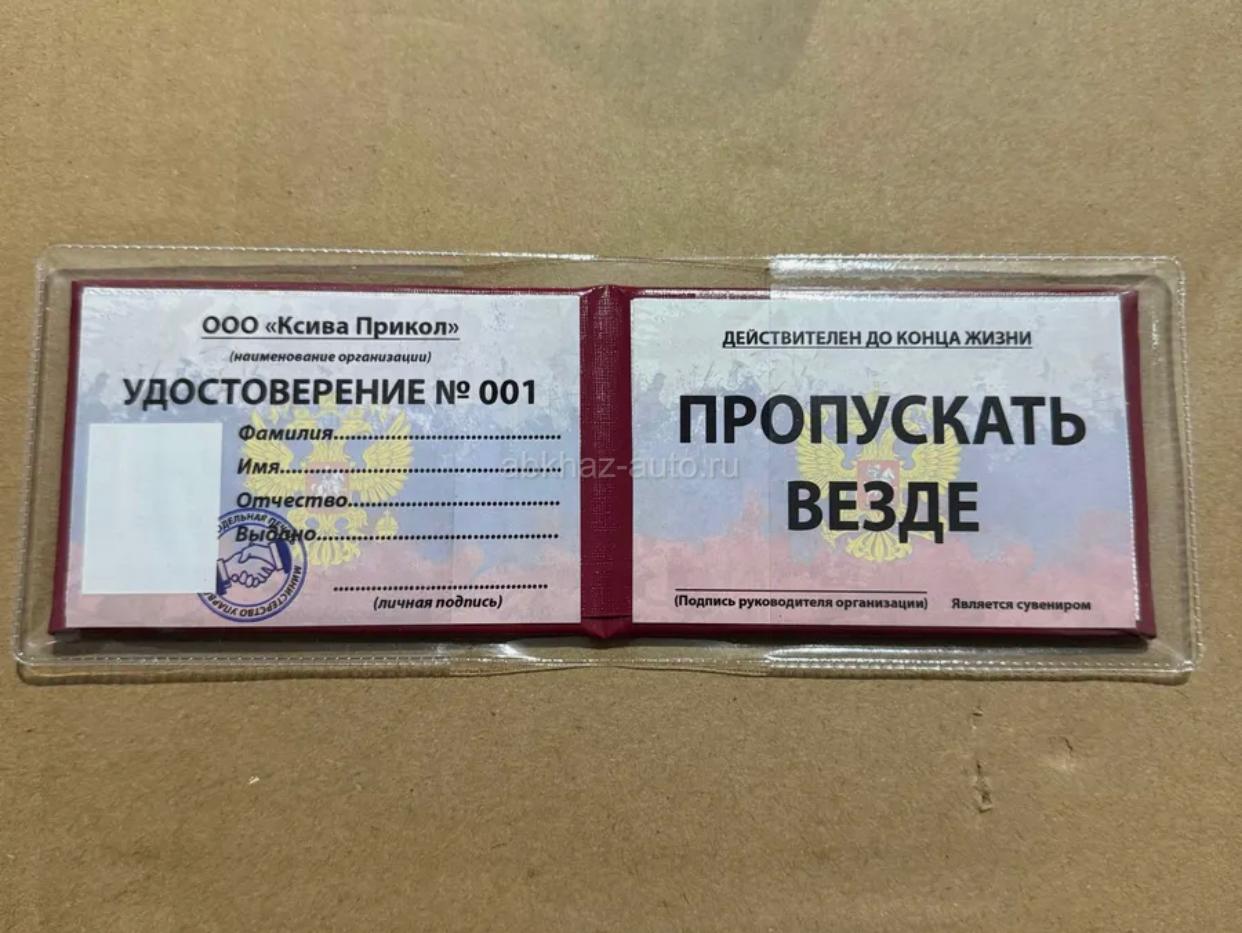 ООО «Ксива Прикол»
(наименование организации)
УДОСТОВЕРЕНИЕ № 001
Фамилия
Имя
Отчество
Выдано
(личная подпись)
МИНИСТЕРСТВО
ДЕЙСТВИТЕЛЕН ДО КОНЦА ЖИЗНИ
ПРОПУСКАТЬ
ВЕЗДЕ
(Подпись руководителя организации) Является сувениром
abkhaz-auto.ru